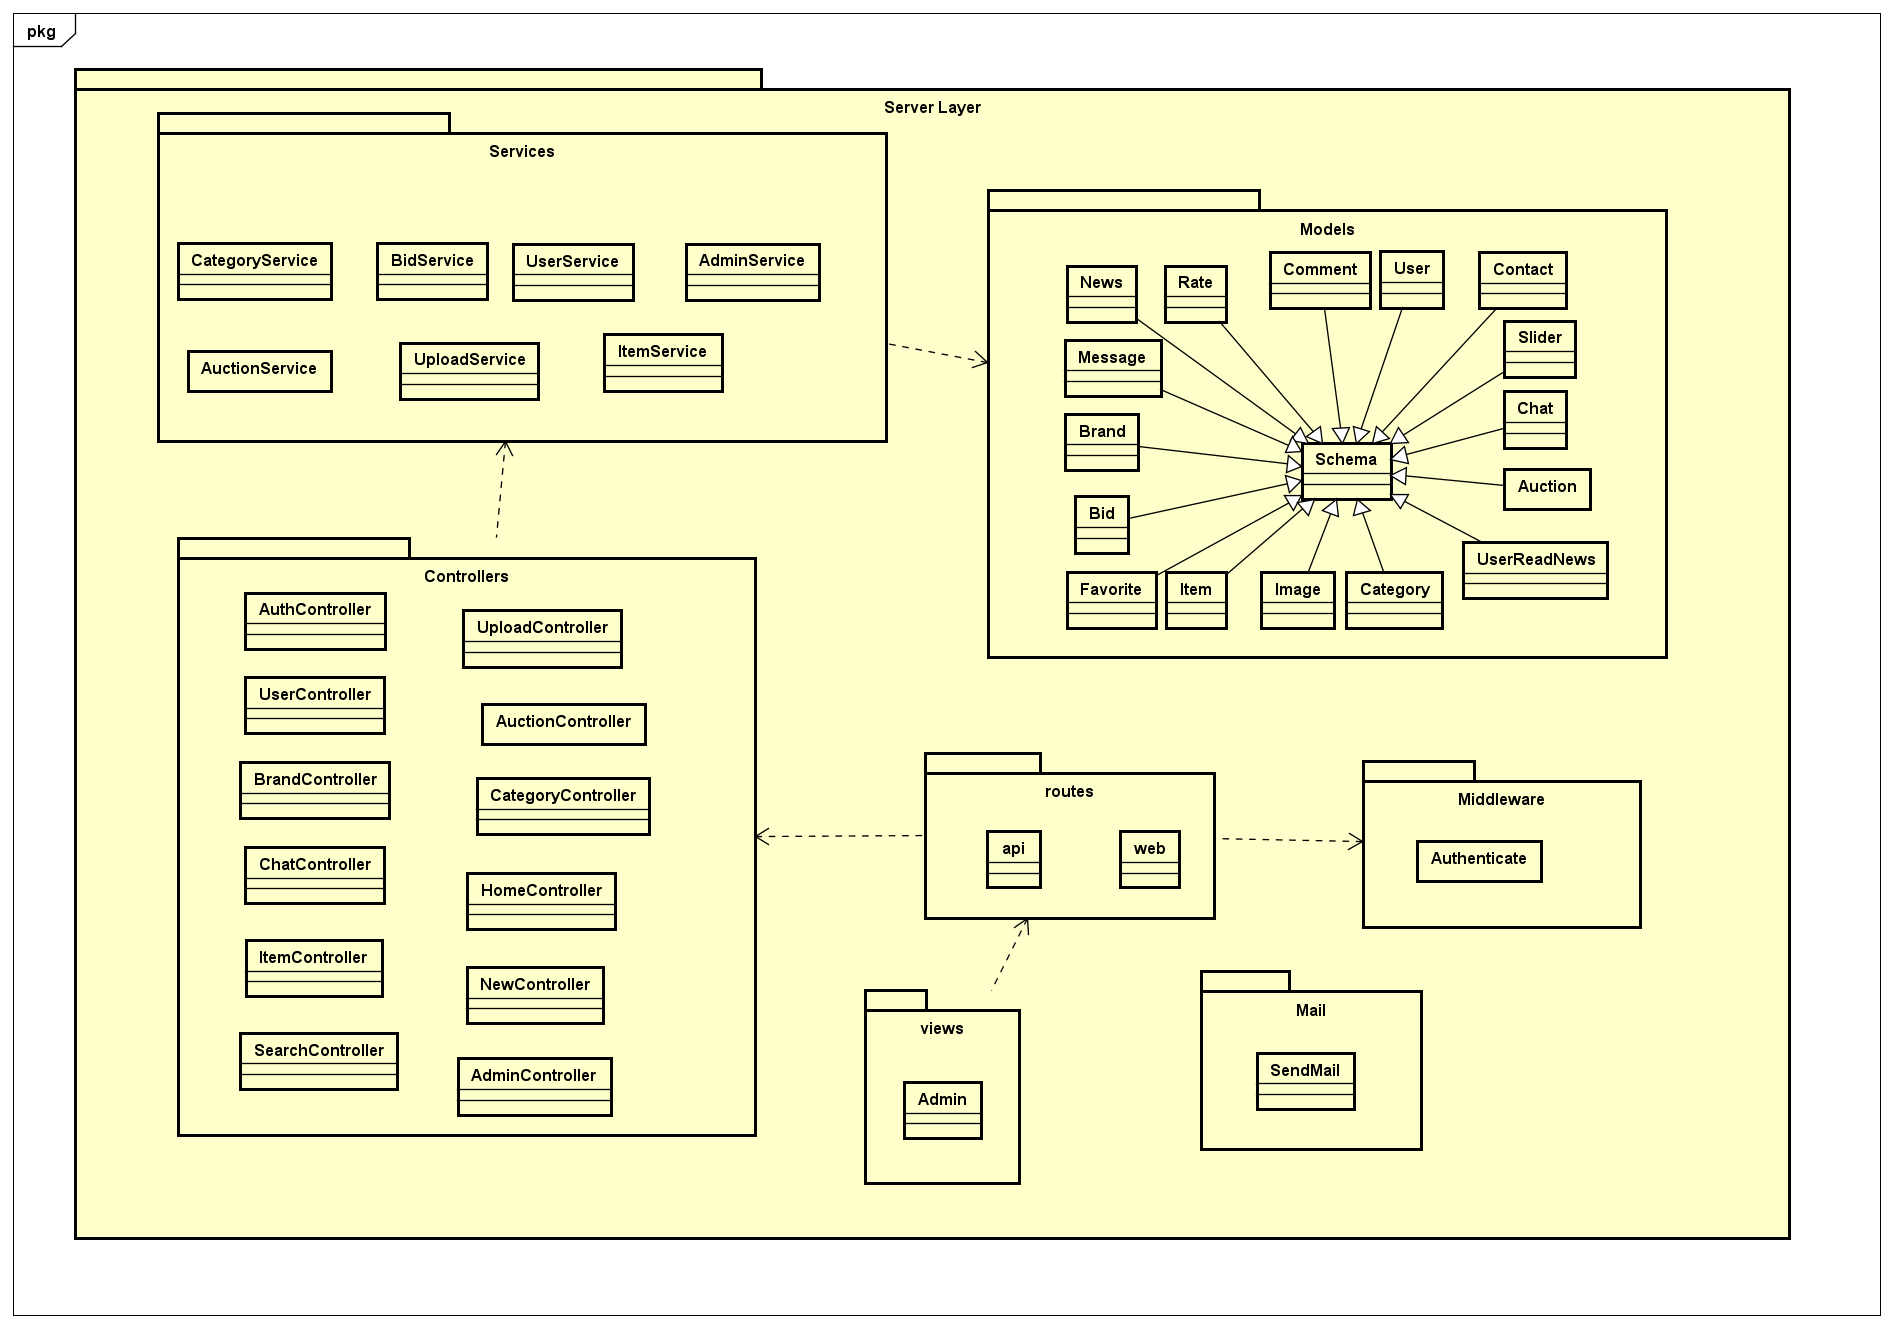 pkg
Server Layer
Services
CategoryService
BidService
UserService
AdminService
AuctionService
UploadService
ItemService
Models
News
Rate
Comment
User
Contact
Slider
Message
Chat
Brand
Schema
Auction
Bid
UserReadNews
Favorite
Item
Image
Category
Controllers
AuthController
UploadController
UserController
AuctionController
BrandController
CategoryController
ChatController
HomeController
ItemController
NewController
SearchController
AdminController
routes
api
web
Middleware
Authenticate
views
Admin
Mail
SendMail